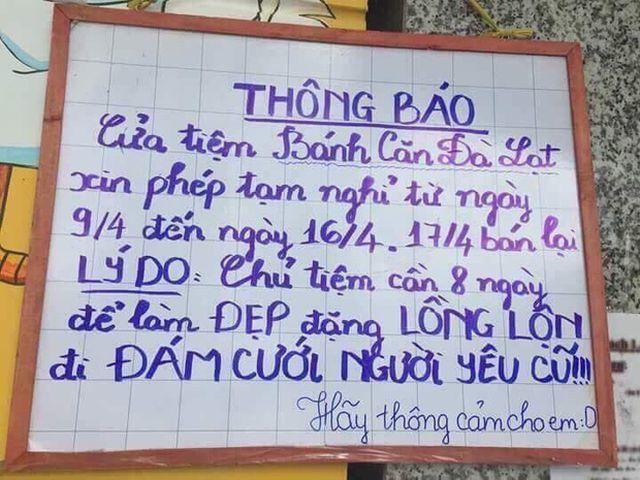 THÔNG BÁO
Cửa tiệm Bánh Căn Đà Lạt
xin phép tạm nghỉ từ ngày
9/4 đến ngày 16/4. 17/4 bán lại
LÝ DO: Chủ tiệm cần 8 ngày
để làm ĐẸP đặng LỒNG LỘN
đi ĐÁM CƯỚI NGƯỜI YÊU CŨ!!!
Hãy thông cảm cho em :D